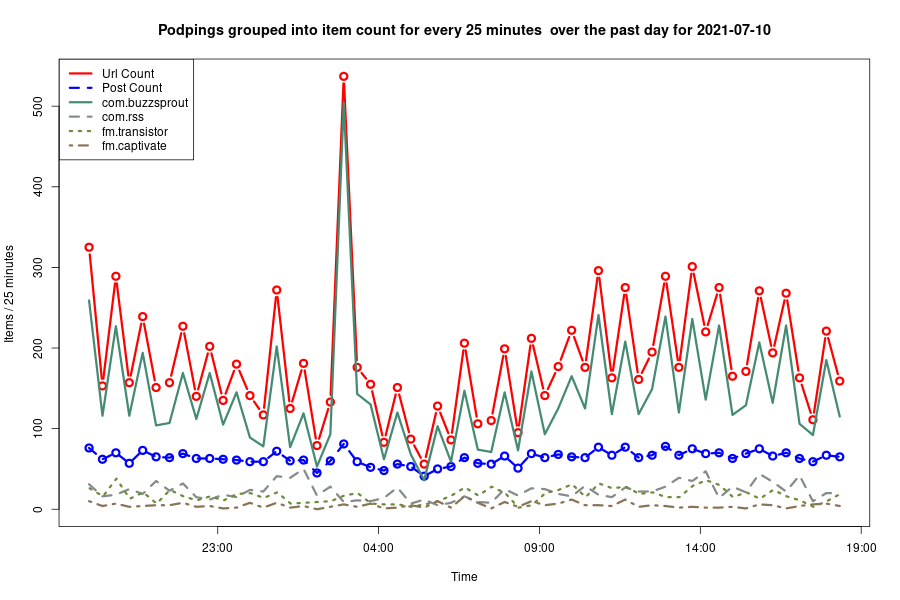 Podpings grouped into item count for every 25 minutes  over the past day for 2021-07-10
Url Count
Post Count
com.buzzsprout
com.rss
fm.transistor
fm.captivate
Items / 25 minutes
500
400
300
200
100
0
23:00 04:00 09:00 14:00 19:00
Time